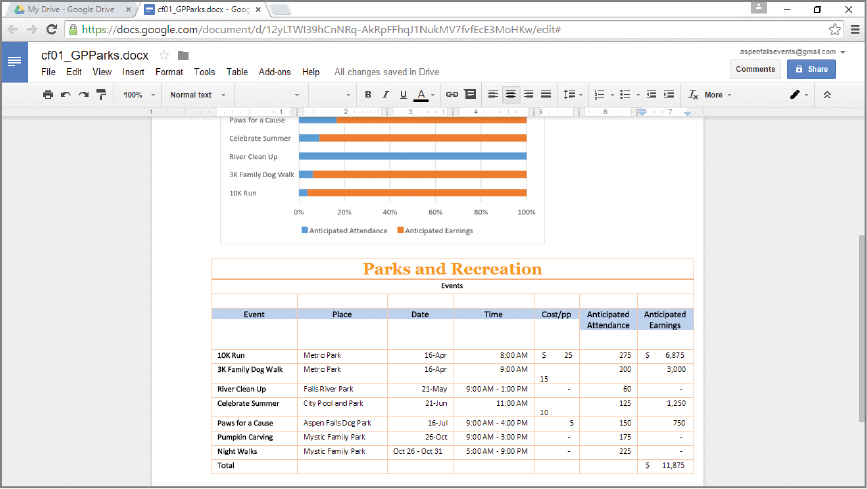 My Drive - Google Drive
cf01_GPParks.docx - Goog
https://docs.google.com/document/d/12yLTWI39hCnNRq-AkRpFFhqJ1NukMV7fvfEcE3MoHKw/edit#
cf01_GPParks.docx
aspenfallsevents@gmail.com
File Edit View Insert Format Tools Table Add-ons Help All changes saved in Drive
Comments Share
100% Normal text B I U A More
1 1 2 3 4 5 6 7
Paws for a Cause
Celebrate Summer
River Clean Up
3K Family Dog Walk
10K Run
0% 20% 40% 60% 80% 100%
Anticipated Attendance Anticipated Earnings
Parks and Recreation
Events
Event Place Date Time Cost/pp Anticipated Attendance Anticipated Earnings
10K Run Metro Park 16-Apr 8:00 AM $ 25 275 $ 6,875
3K Family Dog Walk Metro Park 16-Apr 9:00 AM 15 200 3,000
River Clean Up Falls River Park 21-May 9:00 AM - 1:00 PM - 60 -
Celebrate Summer City Pool and Park 21-Jun 11:00 AM 10 125 1,250
Paws for a Cause Aspen Falls Dog Park 16-Jul 9:00 AM - 4:00 PM 5 150 750
Pumpkin Carving Mystic Family Park 26-Oct 9:00 AM - 3:00 PM - 175 -
Night Walks Mystic Family Park Oct 26 - Oct 31 5:00 AM - 9:00 PM - 225 -
Total $ 11,875